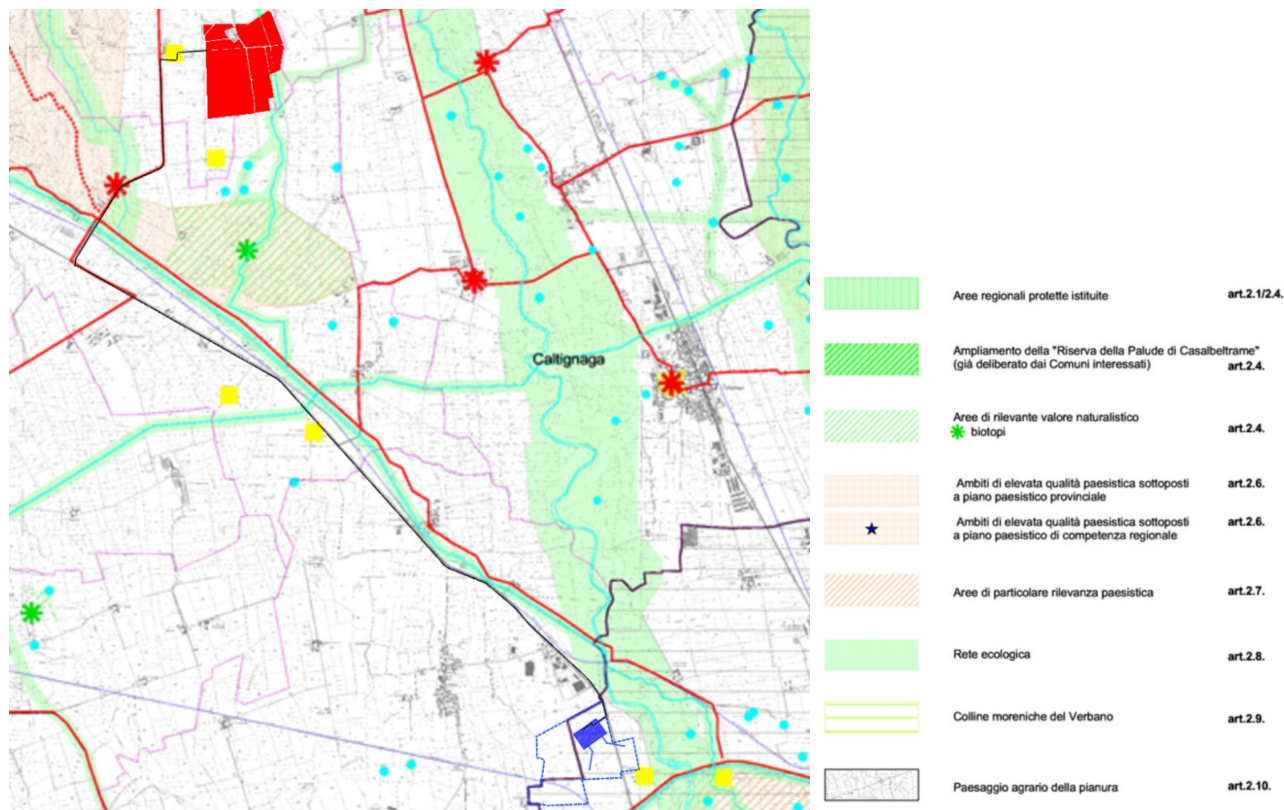 Caltignaga
Aree regionali protette istituite art.2.1/2.4.
Ampliamento della "Riserva della Palude di Casalbeltrame"
(già deliberato dai Comuni interessati) art.2.4.
Aree di rilevante valore naturalistico
biotopi art.2.4.
Ambiti di elevata qualità paesistica sottoposti art.2.6.
a piano paesistico provinciale
Ambiti di elevata qualità paesistica sottoposti art.2.6.
a piano paesistico di competenza regionale
Aree di particolare rilevanza paesistica art.2.7.
Rete ecologica art.2.8.
Colline moreniche del Verbano art.2.9.
Paesaggio agrario della pianura art.2.10.